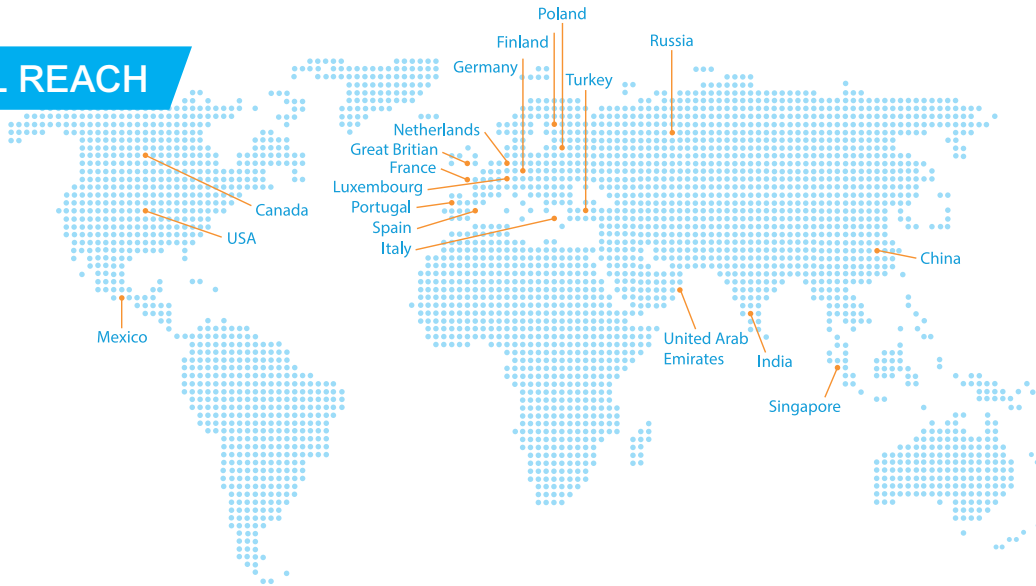 L REACH
Poland
Finland
Russia
Germany
Turkey
Netherlands
Great Britian
France
Luxembourg
Portugal
Spain
Italy
Canada
USA
Mexico
China
United Arab
Emirates
India
Singapore